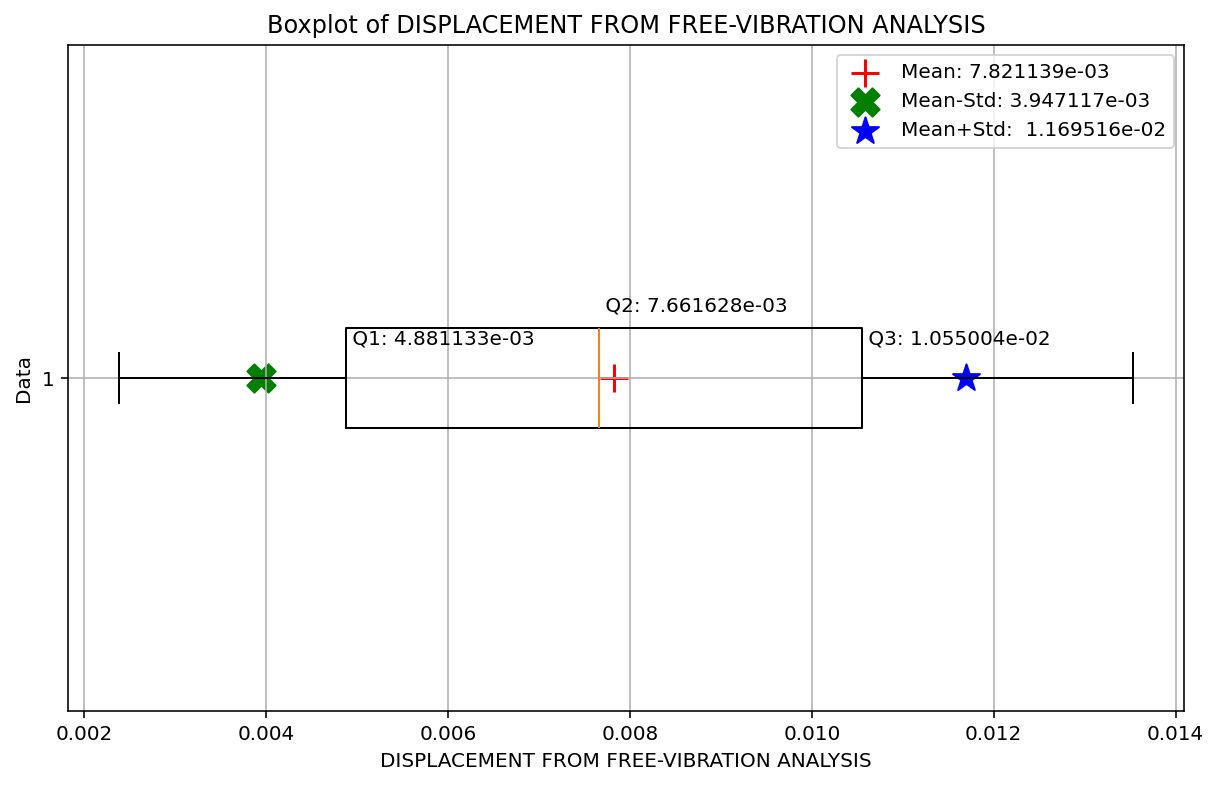 Boxplot of DISPLACEMENT FROM FREE-VIBRATION ANALYSIS
Mean: 7.821139e-03
Mean-Std: 3.947117e-03
Mean+Std:  1.169516e-02
Q2: 7.661628e-03
Q1: 4.881133e-03
Q3: 1.055004e-02
Data
1
0.002 0.004 0.006 0.008 0.010 0.012 0.014
DISPLACEMENT FROM FREE-VIBRATION ANALYSIS